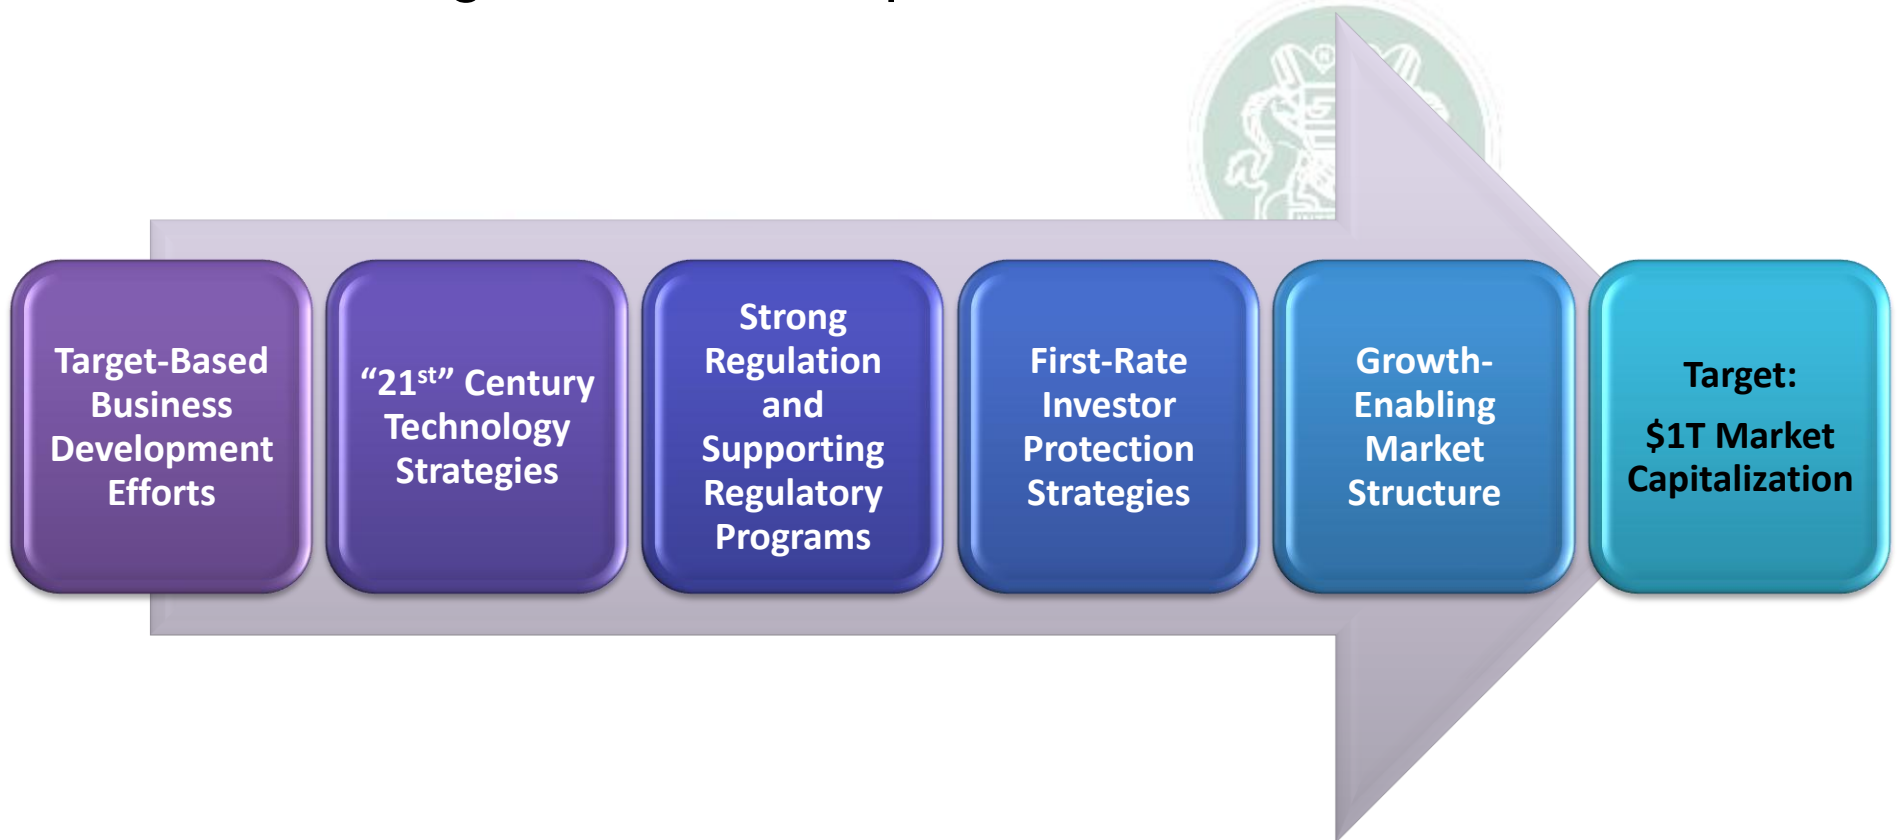 Target-Based
Business
Development
Efforts
“21st” Century
Technology
Strategies
Strong
Regulation
and
Supporting
Regulatory
Programs
First-Rate
Investor
Protection
Strategies
Growth-
Enabling
Market
Structure
Target:
$1T Market
Capitalization